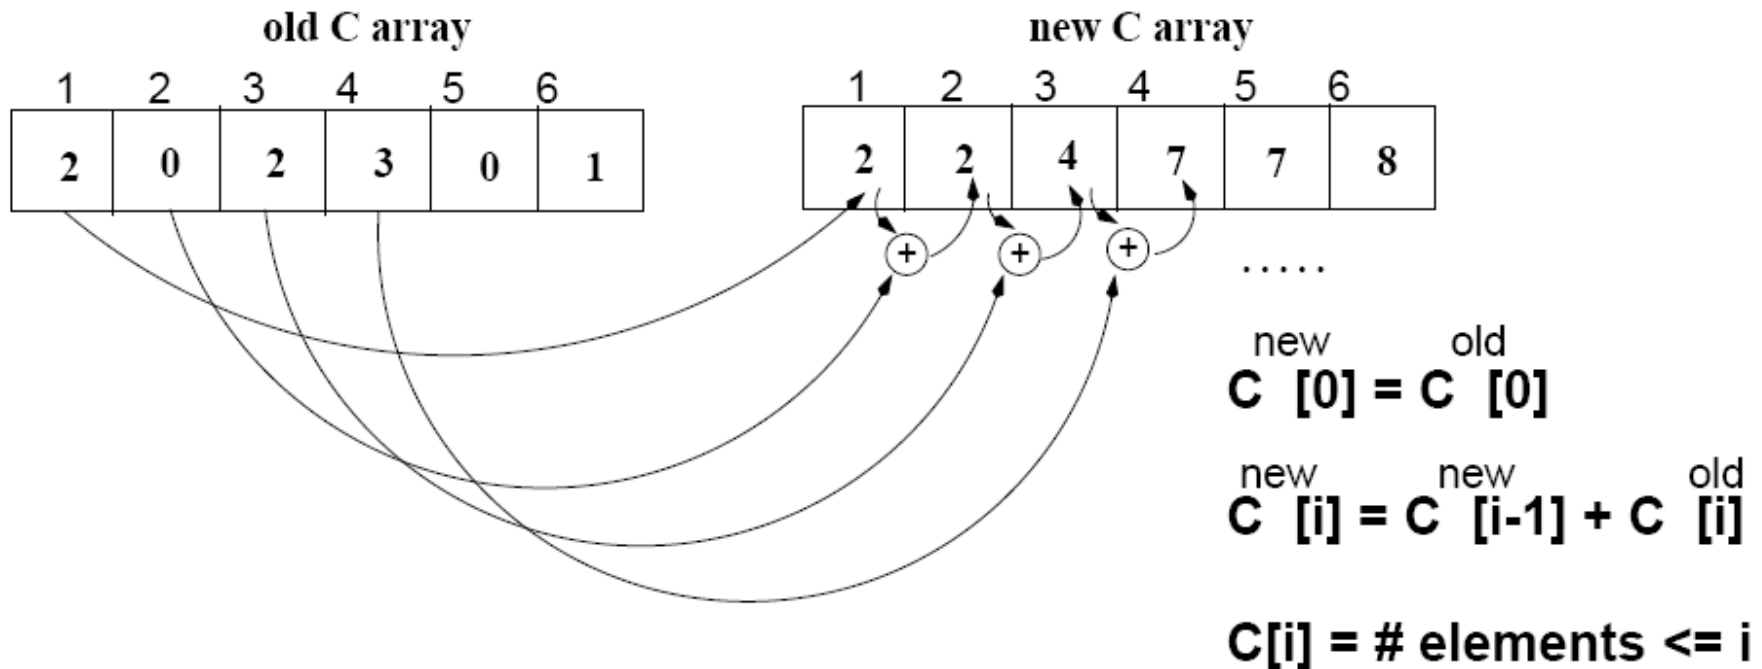 old C array
1 2 3 4 5 6
2 0 2 3 0 1
new C array
1 2 3 4 5 6
2 2 4 7 7 8
+ + +
.....
new old
C [0] = C [0]
new new old
C [i] = C [i-1] + C [i]
C[i] = # elements <= i